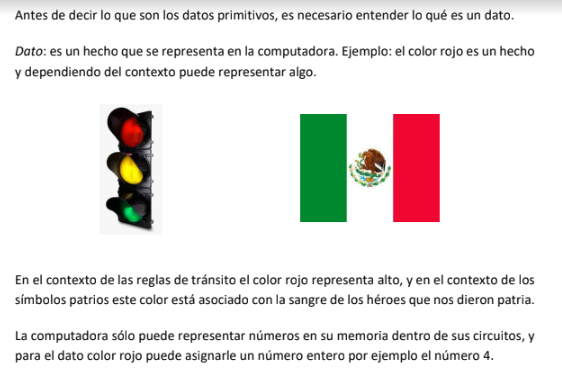 Antes de decir lo que son los datos primitivos, es necesario entender lo qué es un dato.
Dato: es un hecho que se representa en la computadora. Ejemplo: el color rojo es un hecho
y dependiendo del contexto puede representar algo.
En el contexto de las reglas de tránsito el color rojo representa alto, y en el contexto de los
símbolos patrios este color está asociado con la sangre de los héroes que nos dieron patria.
La computadora sólo puede representar números en su memoria dentro de sus circuitos, y
para el dato color rojo puede asignarle un número entero por ejemplo el número 4.